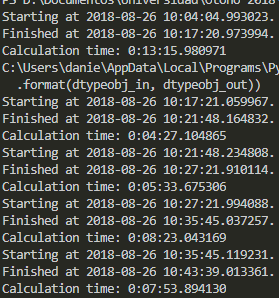 PS D:\Documentos\Universidad\Otoño 2018
Starting at 2018-08-26 10:04:04.993023.
Finished at 2018-08-26 10:17:20.973994.
Calculation time: 0:13:15.980971
C:\Users\danie\AppData\Local\Programs\Py
.format(dtypeobj_in, dtypeobj_out))
Starting at 2018-08-26 10:17:21.059967.
Finished at 2018-08-26 10:21:48.164832.
Calculation time: 0:04:27.104865
Starting at 2018-08-26 10:21:48.234808.
Finished at 2018-08-26 10:27:21.910114.
Calculation time: 0:05:33.675306
Starting at 2018-08-26 10:27:21.994088.
Finished at 2018-08-26 10:35:45.037257.
Calculation time: 0:08:23.043169
Starting at 2018-08-26 10:35:45.119231.
Finished at 2018-08-26 10:43:39.013361.
Calculation time: 0:07:53.894130